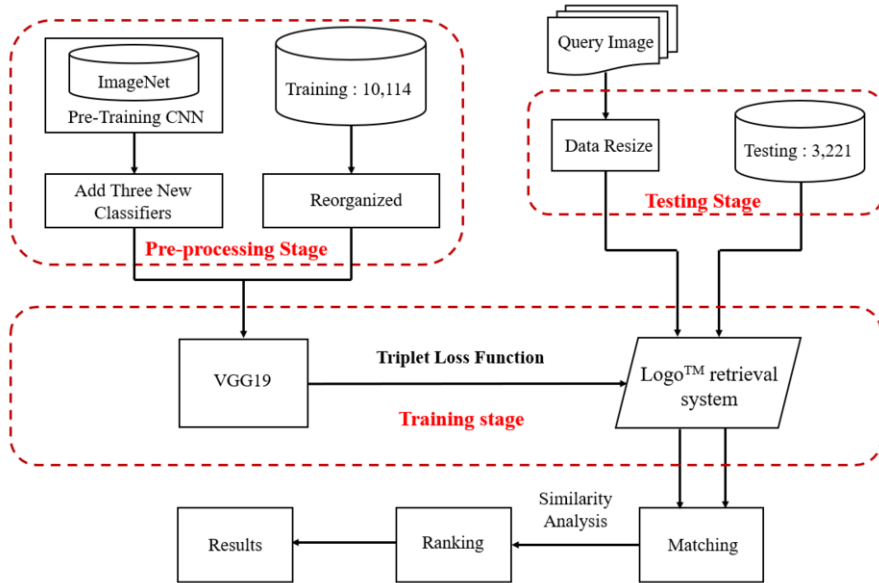 ImageNet
Pre-Training CNN
Training : 10,114
Add Three New
Classifiers
Reorganized
Pre-processing Stage
Query Image
Data Resize
Testing : 3,221
Testing Stage
VGG19
Triplet Loss Function
Logo™ retrieval
system
Training stage
Similarity
Analysis
Results
Ranking
Matching